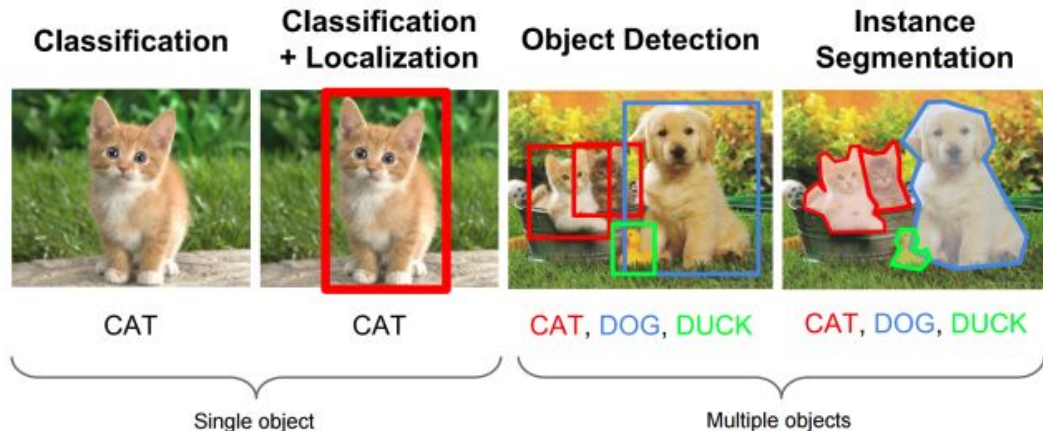 Classification
Classification
+ Localization
Object Detection
Instance
Segmentation
CAT
CAT
CAT, DOG, DUCK
CAT, DOG, DUCK
Single object
Multiple objects